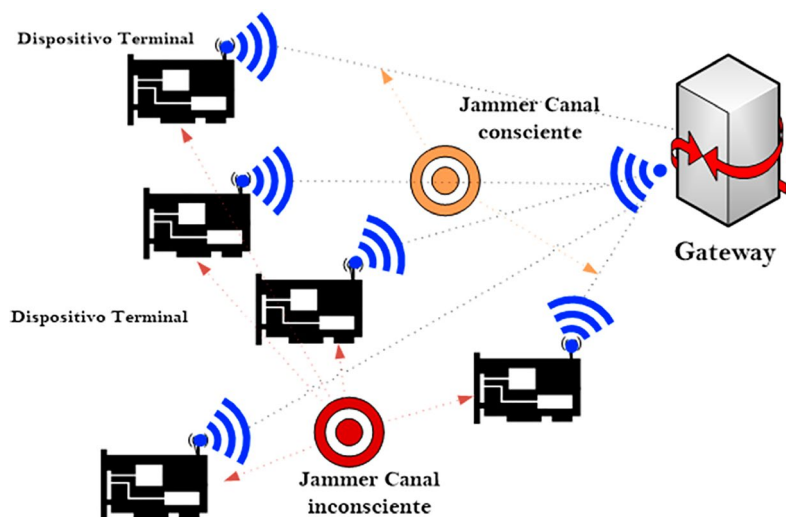 Dispositivo Terminal
Jammer Canal
consciente
Gateway
Dispositivo Terminal
Jammer Canal
inconsciente